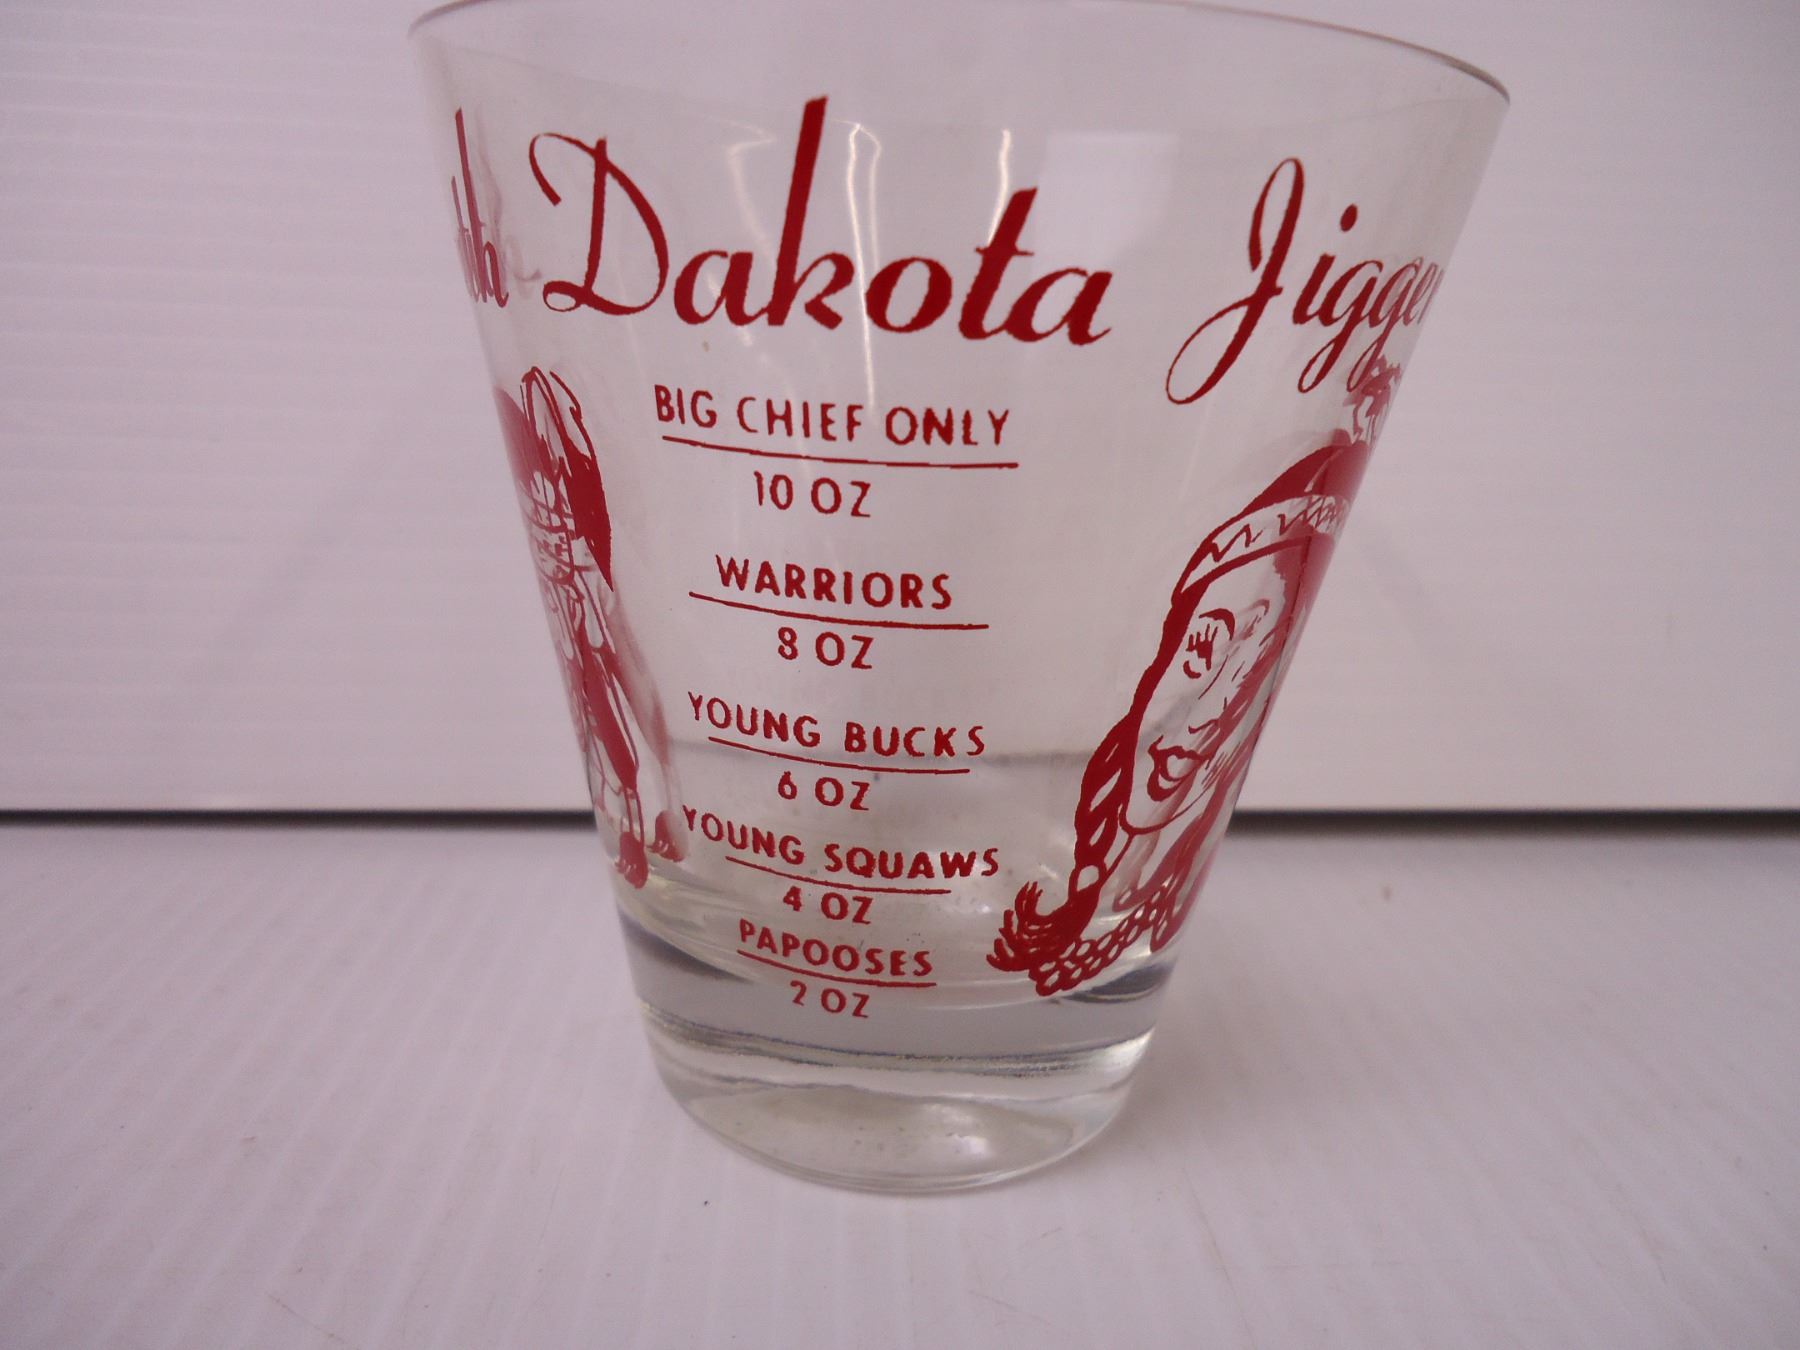 Dakota Jigger
BIG CHIEF ONLY
10 OZ
WARRIORS
8 OZ
YOUNG BUCKS
6 OZ
YOUNG SQUAWS
4 OZ
PAPOOSES
2 OZ